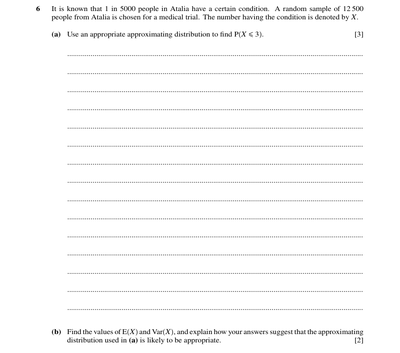 6 It is known that 1 in 5000 people in Atalia have a certain condition. A random sample of 12 500
people from Atalia is chosen for a medical trial. The number having the condition is denoted by X.
(a) Use an appropriate approximating distribution to find P(X ⩽ 3). [3]
(b) Find the values of E(X) and Var(X), and explain how your answers suggest that the approximating
distribution used in (a) is likely to be appropriate. [2]